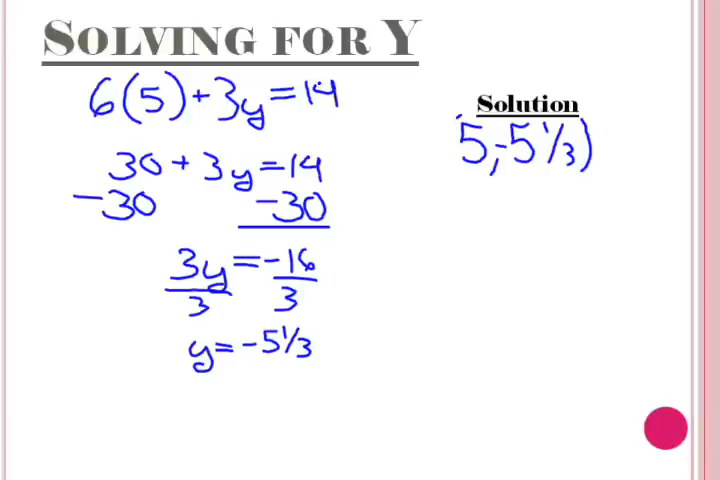 SOLVING FOR Y
6(5)+3y=14
Solution
5,-5 1/3)
30+3y=14
-30 -30
3y=-16
3 3
y=-5 1/3